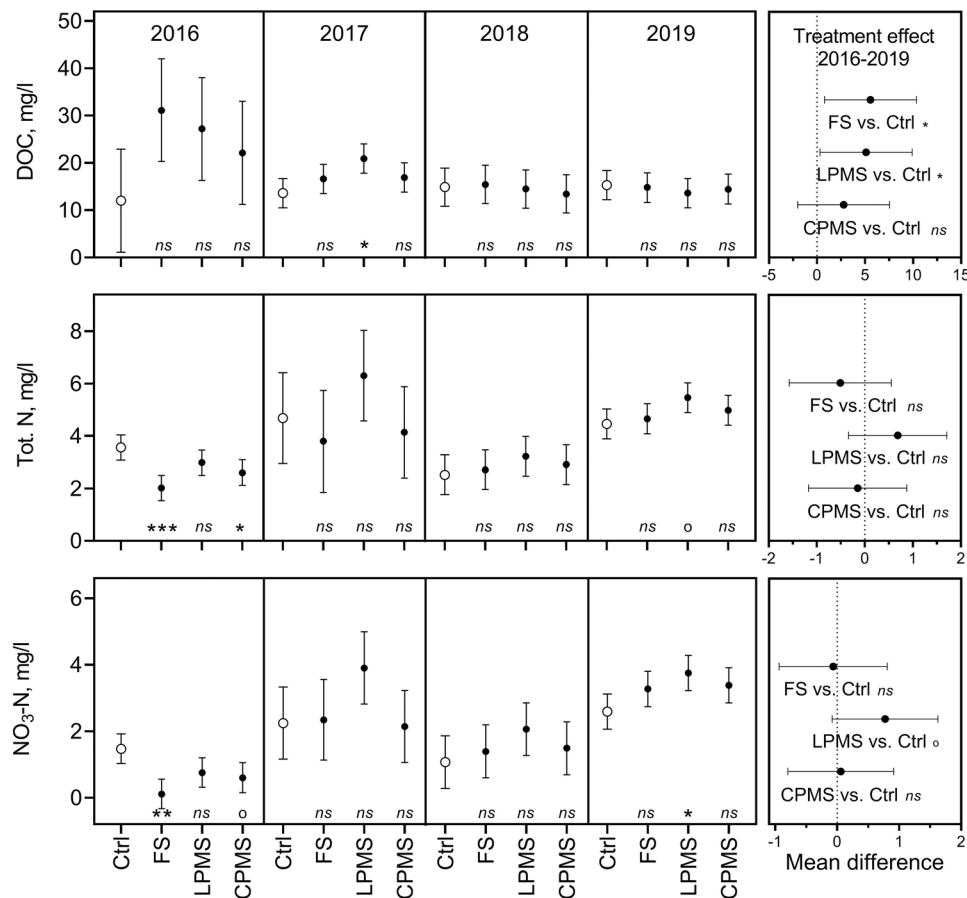 2016 2017 2018 2019
DOC, mg/l
50
40
30
20
10
0
ns ns ns
ns * ns
ns ns ns
ns ns ns
Treatment effect
2016-2019
FS vs. Ctrl *
LPMS vs. Ctrl *
CPMS vs. Ctrl ns
-5 0 5 10 15
Tot. N, mg/l
8
6
4
2
0
*** ns *
ns ns ns
ns ns ns
ns o ns
FS vs. Ctrl ns
LPMS vs. Ctrl ns
CPMS vs. Ctrl ns
-2 -1 0 1 2
NO3-N, mg/l
6
4
2
0
** ns o
ns ns ns
ns ns ns
ns * ns
Ctrl FS LPMS CPMS Ctrl FS LPMS CPMS Ctrl FS LPMS CPMS Ctrl FS LPMS CPMS
FS vs. Ctrl ns
LPMS vs. Ctrl o
CPMS vs. Ctrl ns
-1 0 1 2
Mean difference